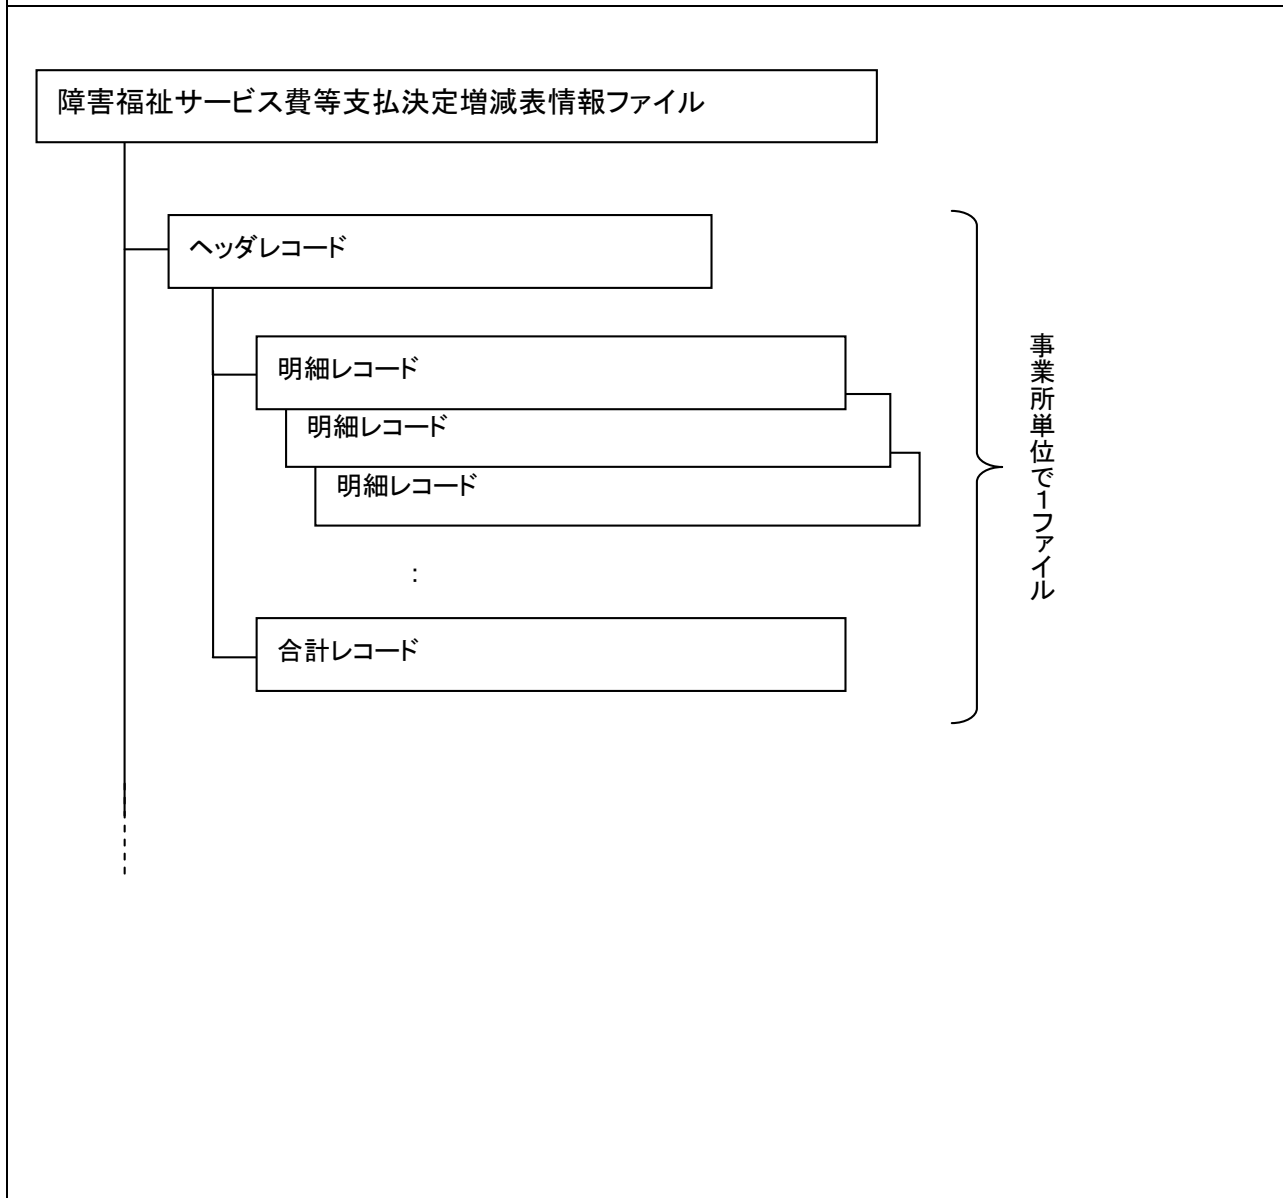 障害福祉サービス費等支払決定増減表情報ファイル
ヘッダレコード
明細レコード
明細レコード
明細レコード
:
合計レコード
事業所単位で1ファイル